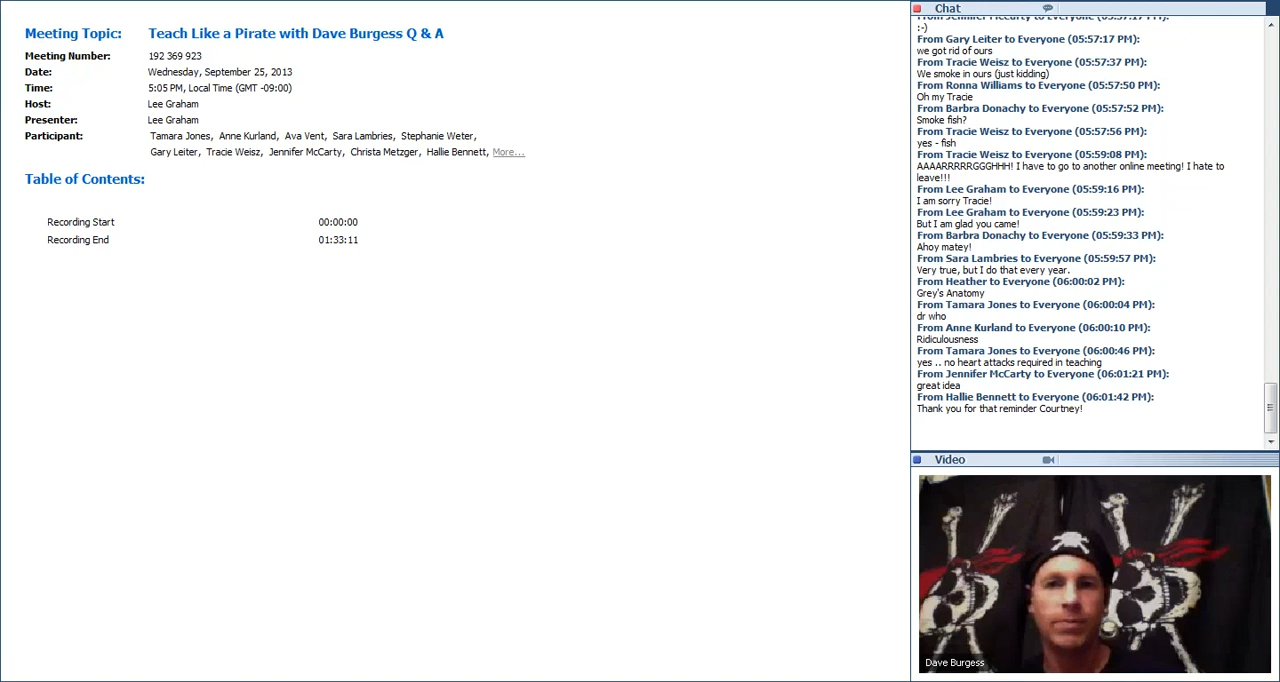 Meeting Topic: Teach Like a Pirate with Dave Burgess Q & A
Meeting Number: 192 369 923
Date: Wednesday, September 25, 2013
Time: 5:05 PM, Local Time (GMT -09:00)
Host: Lee Graham
Presenter: Lee Graham
Participant: Tamara Jones, Anne Kurland, Ava Vent, Sara Lambries, Stephanie Weter,
Gary Leiter, Tracie Weisz, Jennifer McCarty, Christa Metzger, Hallie Bennett, More...
Table of Contents:
Recording Start 00:00:00
Recording End 01:33:11
Chat
From Jennifer McCarty to Everyone (05:57:17 PM):
:-)
From Gary Leiter to Everyone (05:57:17 PM):
we got rid of ours
From Tracie Weisz to Everyone (05:57:37 PM):
We smoke in ours (just kidding)
From Ronna Williams to Everyone (05:57:50 PM):
Oh my Tracie
From Barbra Donachy to Everyone (05:57:52 PM):
Smoke fish?
From Tracie Weisz to Everyone (05:57:56 PM):
yes - fish
From Tracie Weisz to Everyone (05:59:08 PM):
AAAARRRRRGGGHHH! I have to go to another online meeting! I hate to
leave!!!
From Lee Graham to Everyone (05:59:16 PM):
I am sorry Tracie!
From Lee Graham to Everyone (05:59:23 PM):
But I am glad you came!
From Barbra Donachy to Everyone (05:59:33 PM):
Ahoy matey!
From Sara Lambries to Everyone (05:59:57 PM):
Very true, but I do that every year.
From Heather to Everyone (06:00:02 PM):
Grey's Anatomy
From Tamara Jones to Everyone (06:00:04 PM):
dr who
From Anne Kurland to Everyone (06:00:10 PM):
Ridiculousness
From Tamara Jones to Everyone (06:00:46 PM):
yes .. no heart attacks required in teaching
From Jennifer McCarty to Everyone (06:01:21 PM):
great idea
From Hallie Bennett to Everyone (06:01:42 PM):
Thank you for that reminder Courtney!
Video
Dave Burgess